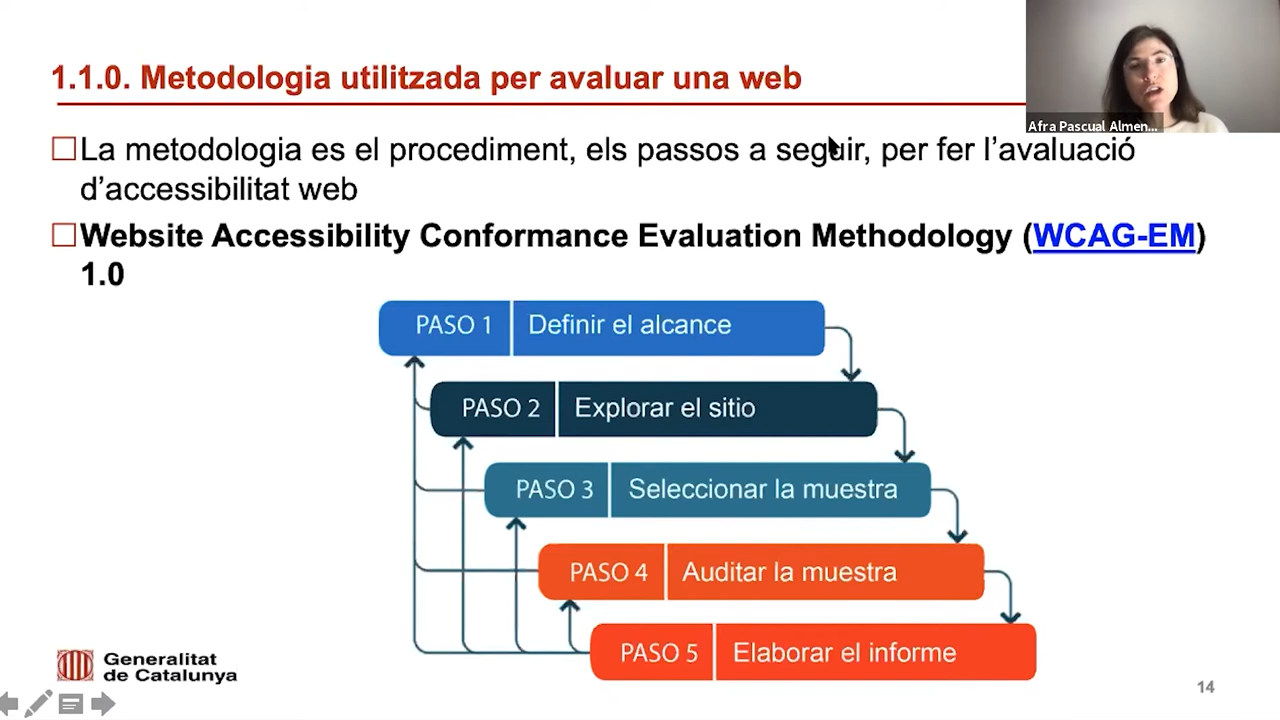 1.1.0. Metodologia utilitzada per avaluar una web
Afra Pascual Almen...
La metodologia es el procediment, els passos a seguir, per fer l’avaluació
d’accessibilitat web
Website Accessibility Conformance Evaluation Methodology (WCAG-EM)
1.0
PASO 1 Definir el alcance
PASO 2 Explorar el sitio
PASO 3 Seleccionar la muestra
PASO 4 Auditar la muestra
PASO 5 Elaborar el informe
Generalitat
de Catalunya
14